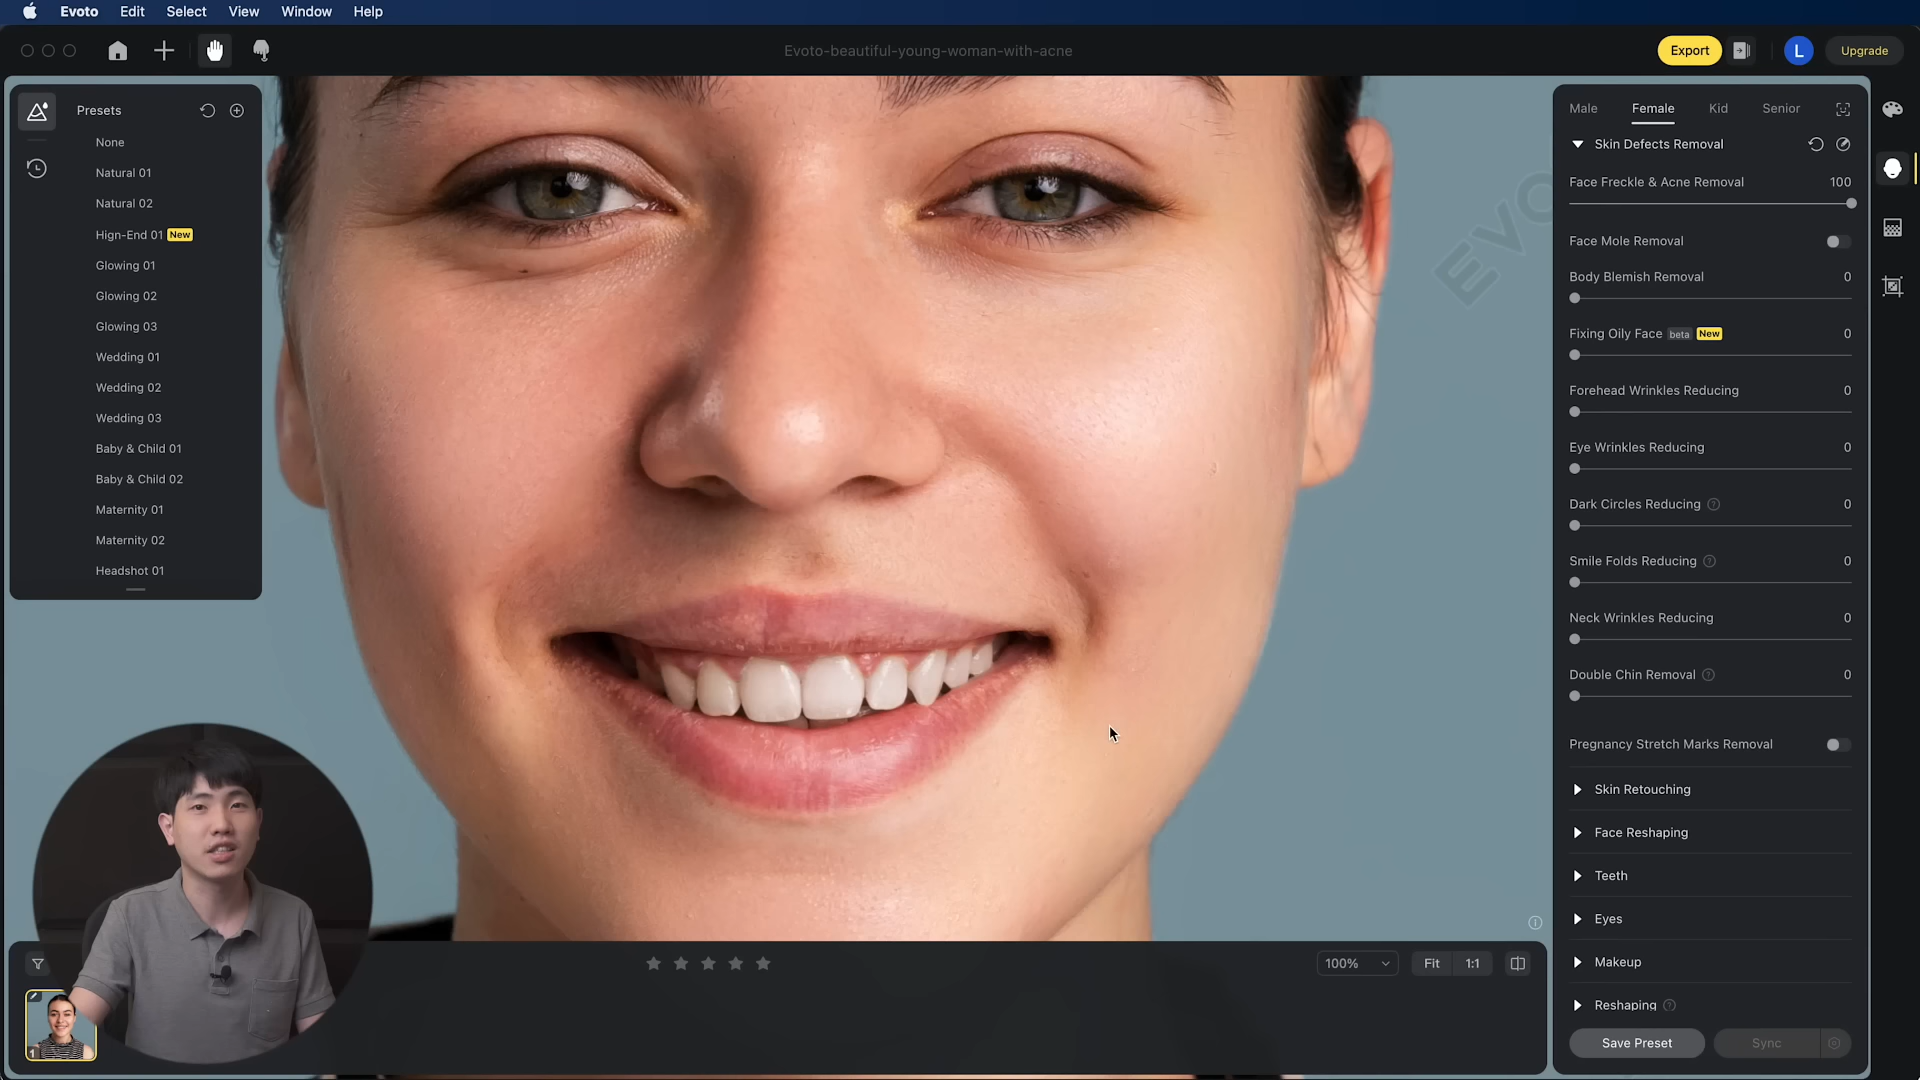 Evoto Edit Select View Window Help
Evoto-beautiful-young-woman-with-acne
Export
L
Upgrade
Presets
None
Natural 01
Natural 02
Hign-End 01 New
Glowing 01
Glowing 02
Glowing 03
Wedding 01
Wedding 02
Wedding 03
Baby & Child 01
Baby & Child 02
Maternity 01
Maternity 02
Headshot 01
EVO
Male Female Kid Senior
Skin Defects Removal
Face Freckle & Acne Removal 100
Face Mole Removal
Body Blemish Removal 0
Fixing Oily Face beta New 0
Forehead Wrinkles Reducing 0
Eye Wrinkles Reducing 0
Dark Circles Reducing ? 0
Smile Folds Reducing ? 0
Neck Wrinkles Reducing 0
Double Chin Removal ? 0
Pregnancy Stretch Marks Removal
Skin Retouching
Face Reshaping
Teeth
Eyes
Makeup
Reshaping ?
Save Preset
Sync
100%
Fit
1:1
1